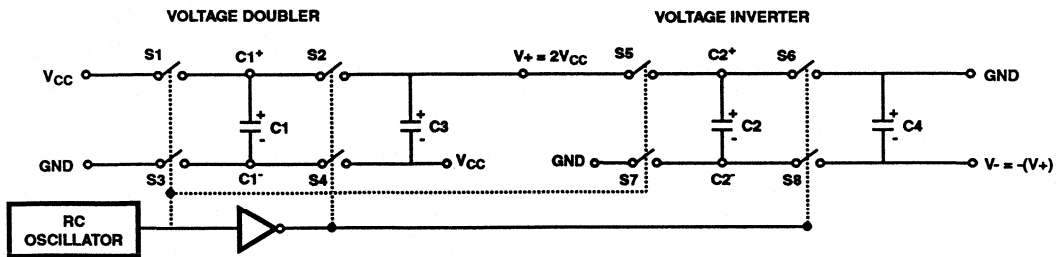 VOLTAGE DOUBLER VOLTAGE INVERTER
S1 C1+ S2 V+ = 2VCC S5 C2+ S6
VCC GND
+ C1 - + C3 - + C2 - + C4 -
GND VCC GND V- = -(V+)
S3 C1- S4 S7 C2- S8
RC
OSCILLATOR